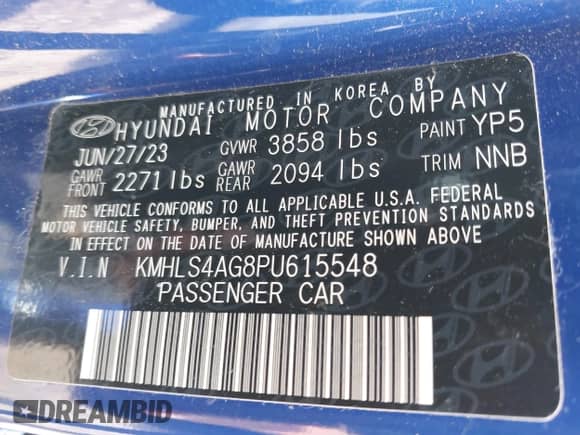 MANUFACTURED IN KOREA BY
HYUNDAI MOTOR COMPANY
JUN/27/23 GVWR 3858 lbs PAINT YP5
GAWR FRONT 2271 lbs GAWR REAR 2094 lbs TRIM NNB
THIS VEHICLE CONFORMS TO ALL APPLICABLE U.S.A. FEDERAL
MOTOR VEHICLE SAFETY, BUMPER, AND THEFT PREVENTION STANDARDS
IN EFFECT ON THE DATE OF MANUFACTURE SHOWN ABOVE
V.I.N KMHLS4AG8PU615548
PASSENGER CAR
DREAMBID